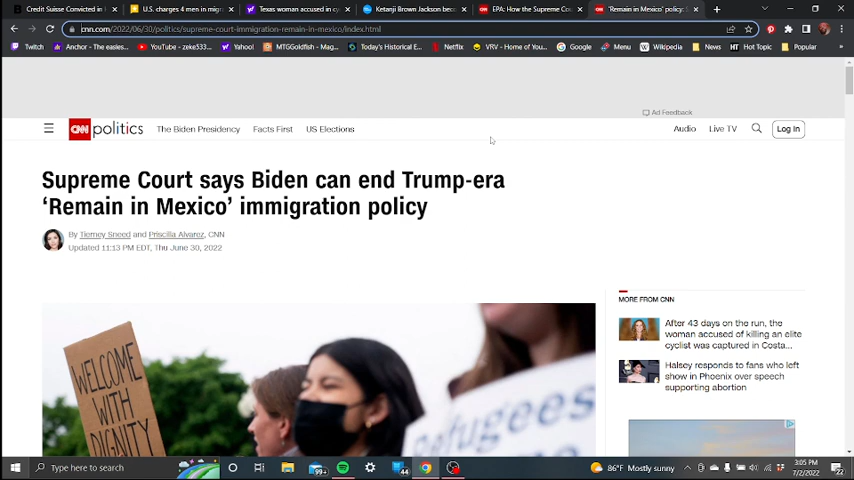 Credit Suisse Convicted in
U.S. charges 4 men in migran
Texas woman accused in cy
Ketanji Brown Jackson bec
EPA: How the Supreme Co
'Remain in Mexico' policy: S
cnn.com/2022/06/30/politics/supreme-court-immigration-remain-in-mexico/index.html
Twitch
Anchor - The easies...
YouTube - zeke533...
Yahoo!
MTGGoldfish - Mag...
Today's Historical E...
Netflix
VRV - Home of You...
Google
Menu
Wikipedia
News
Hot Topic
Popular
»
Ad Feedback
CNN politics
The Biden Presidency
Facts First
US Elections
Audio
Live TV
Log In
Supreme Court says Biden can end Trump-era
'Remain in Mexico' immigration policy
By Tierney Sneed and Priscilla Alvarez, CNN
Updated 11:13 PM EDT, Thu June 30, 2022
MORE FROM CNN
After 43 days on the run, the
woman accused of killing an elite
cyclist was captured in Costa...
Halsey responds to fans who left
show in Phoenix over speech
supporting abortion
WELCOME
WITH
DIGNITY
Refugees
Type here to search
99+
44
86°F Mostly sunny
3:05 PM
7/2/2022
22